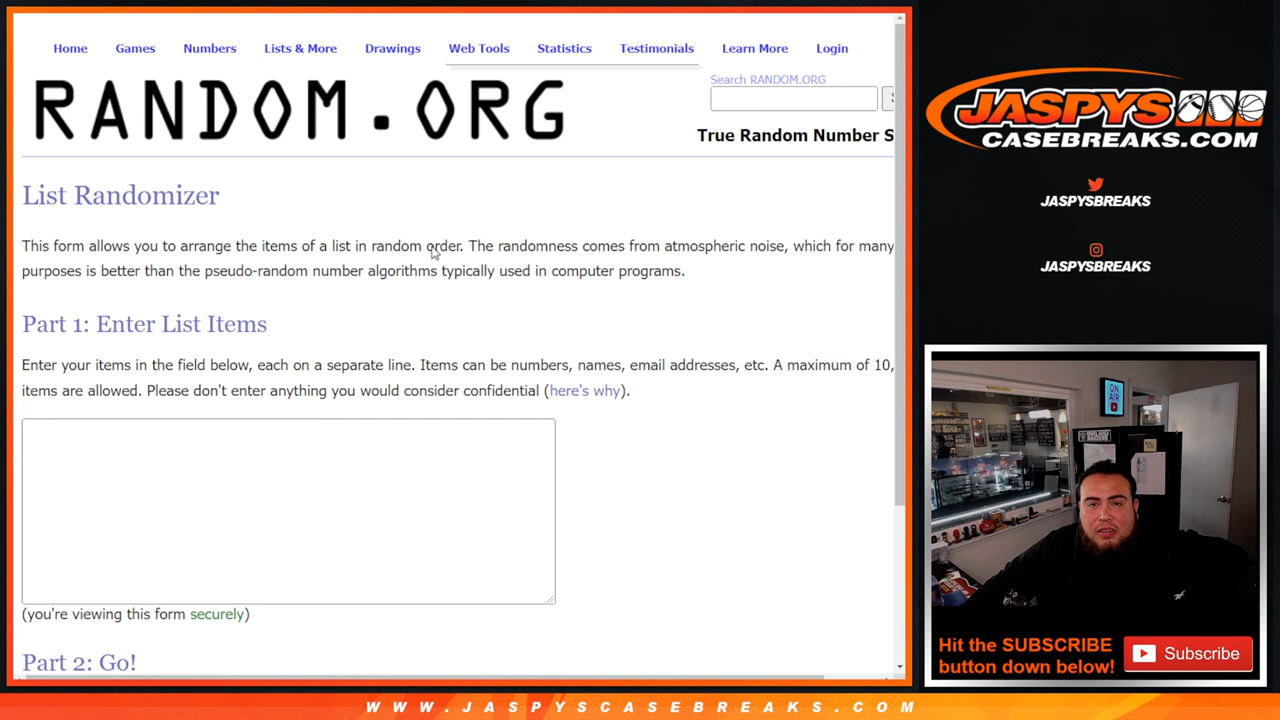 Home Games Numbers Lists & More Drawings Web Tools Statistics Testimonials Learn More Login
RANDOM.ORG
Search RANDOM.ORG
S
True Random Number S
List Randomizer
This form allows you to arrange the items of a list in random order. The randomness comes from atmospheric noise, which for many
purposes is better than the pseudo-random number algorithms typically used in computer programs.
Part 1: Enter List Items
Enter your items in the field below, each on a separate line. Items can be numbers, names, email addresses, etc. A maximum of 10,
items are allowed. Please don't enter anything you would consider confidential (here's why).
(you're viewing this form securely)
Part 2: Go!
JASPYS
CASEBREAKS.COM
JASPYSBREAKS
JASPYSBREAKS
ON
AIR
Hit the SUBSCRIBE
button down below!
Subscribe
WWW.JASPYSCASEBREAKS.COM